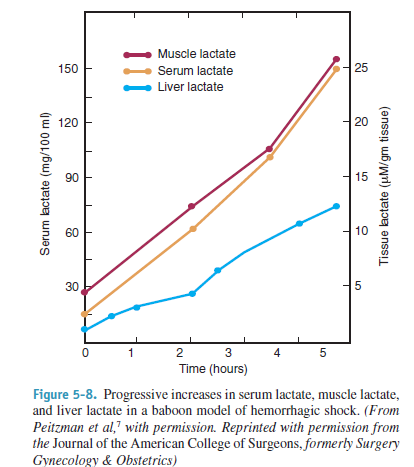 Muscle lactate
Serum lactate
Liver lactate
Serum lactate (mg/100 ml)
150
120
90
60
30
25
20
15
10
5
Tissue lactate (µM/gm tissue)
0 1 2 3 4 5
Time (hours)
Figure 5-8. Progressive increases in serum lactate, muscle lactate,
and liver lactate in a baboon model of hemorrhagic shock. (From
Peitzman et al,7 with permission. Reprinted with permission from
the Journal of the American College of Surgeons, formerly Surgery
Gynecology & Obstetrics)